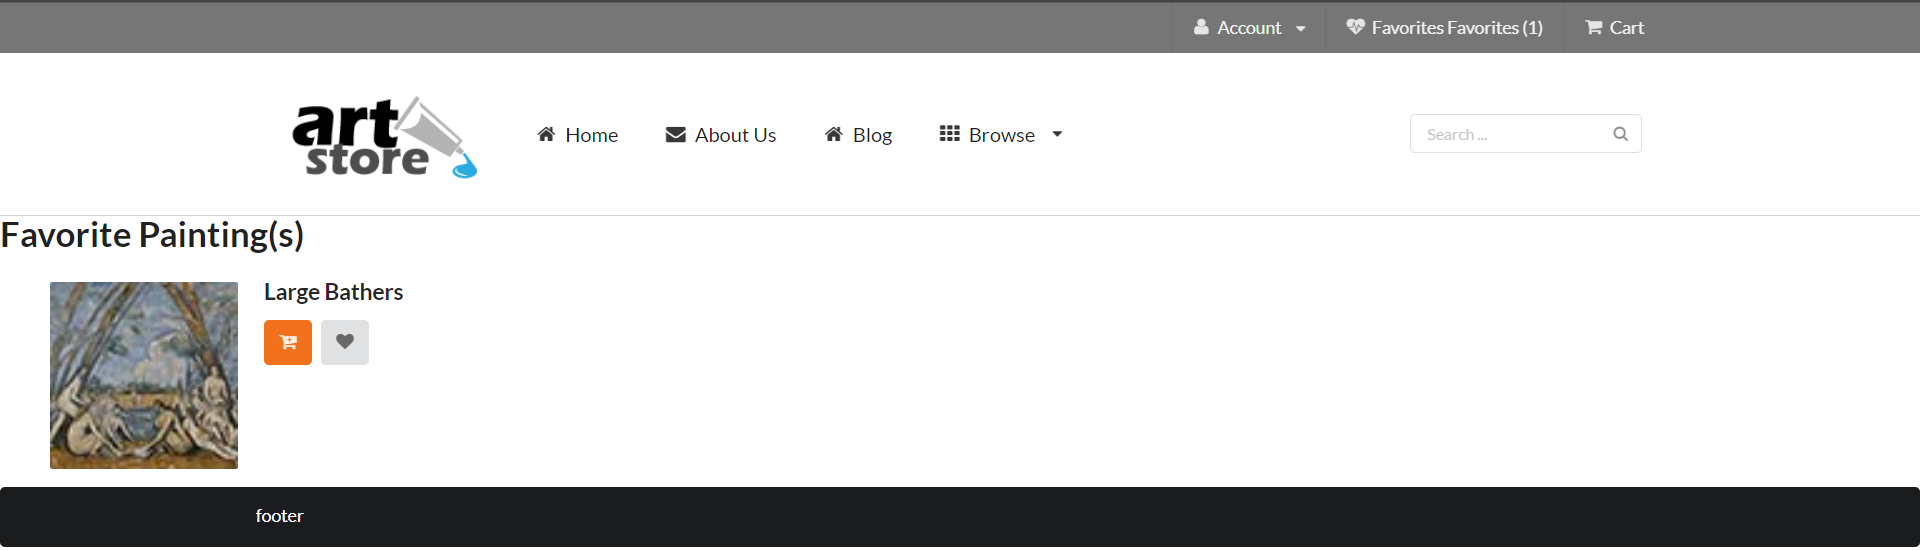 Account
Favorites Favorites (1)
Cart
art
store
Home
About Us
Blog
Browse
Search ...
Favorite Painting(s)
Large Bathers
footer